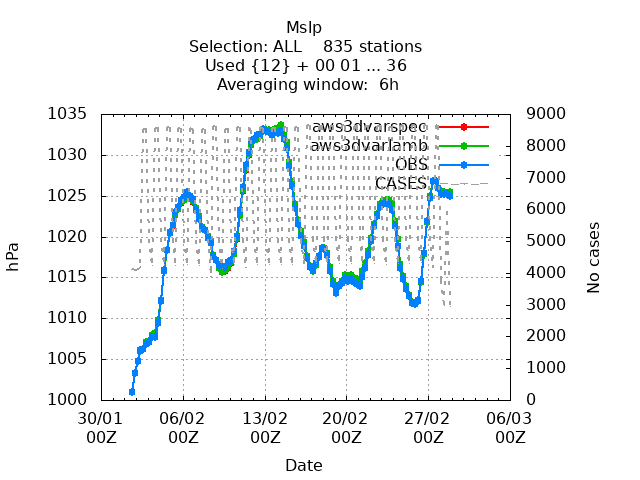 Mslp
Selection: ALL    835 stations
Used {12} + 00 01 ... 36
Averaging window:  6h
1035
1030
1025
1020
1015
1010
1005
1000
hPa
aws3dvarspec
aws3dvarlamb
OBS
CASES
9000
8000
7000
6000
5000
4000
3000
2000
1000
0
No cases
30/01 06/02 13/02 20/02 27/02 06/03
00Z 00Z 00Z 00Z 00Z 00Z
Date